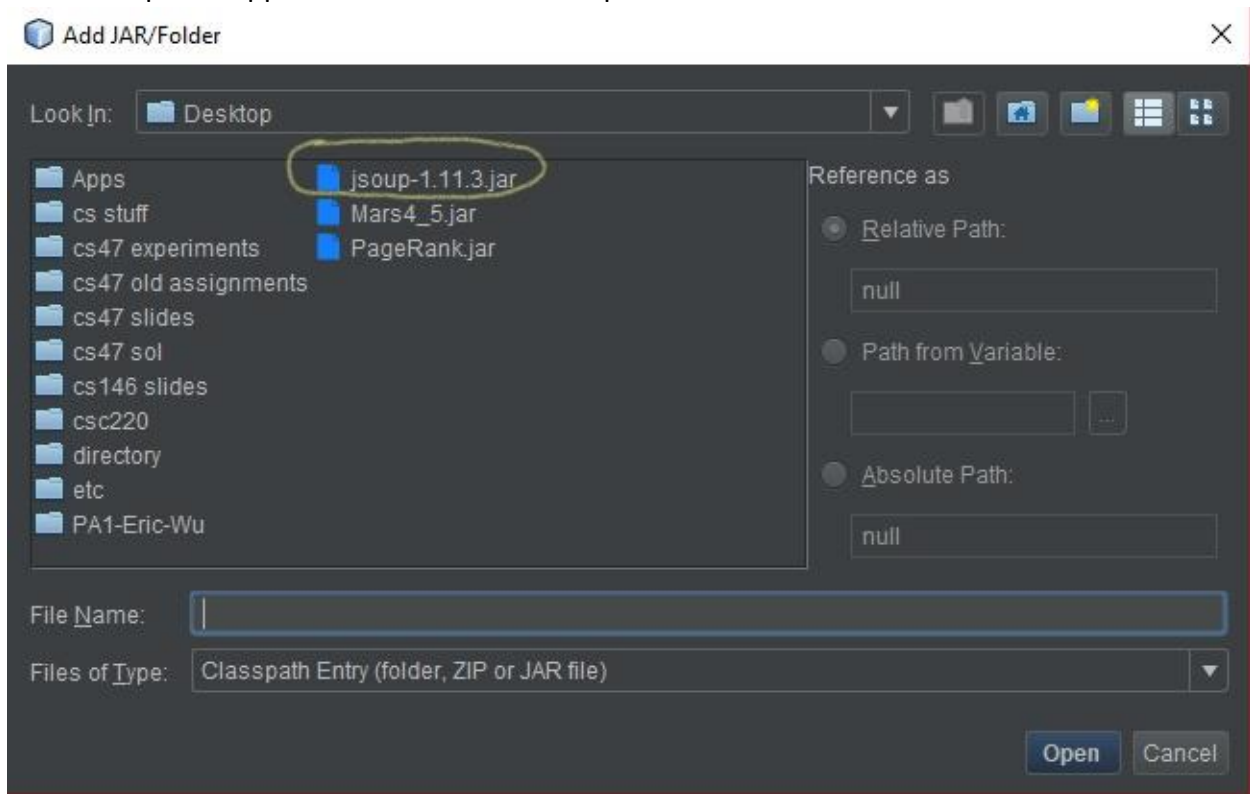 Add JAR/Folder
Look In: Desktop
Apps
cs stuff
cs47 experiments
cs47 old assignments
cs47 slides
cs47 sol
cs146 slides
csc220
directory
etc
PA1-Eric-Wu
jsoup-1.11.3.jar
Mars4_5.jar
PageRank.jar
Reference as
Relative Path:
null
Path from Variable:
...
Absolute Path:
null
File Name:
Files of Type: Classpath Entry (folder, ZIP or JAR file)
Open Cancel